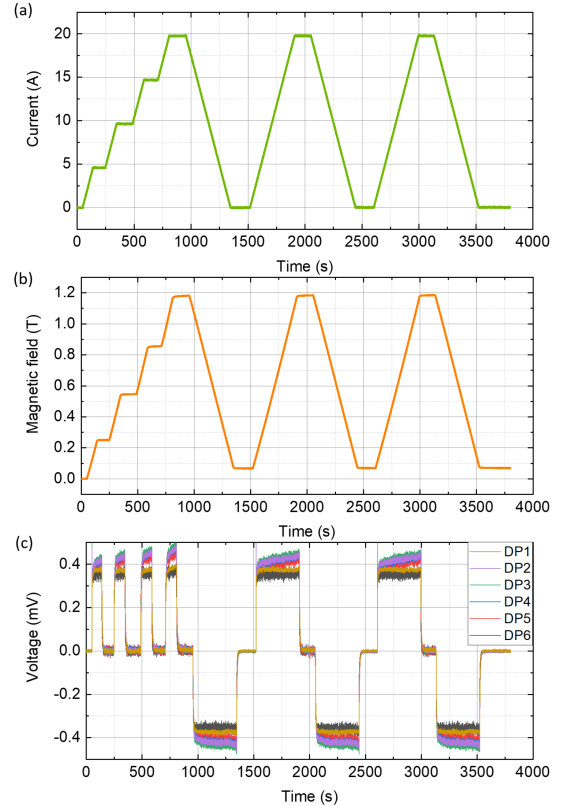 (a)
20
15
10
5
0
Current (A)
0 500 1000 1500 2000 2500 3000 3500 4000
Time (s)
(b)
1.2
1.0
0.8
0.6
0.4
0.2
0.0
Magnetic field (T)
0 500 1000 1500 2000 2500 3000 3500 4000
Time (s)
(c)
0.4
0.2
0.0
-0.2
-0.4
Voltage (mV)
DP1
DP2
DP3
DP4
DP5
DP6
0 500 1000 1500 2000 2500 3000 3500 4000
Time (s)